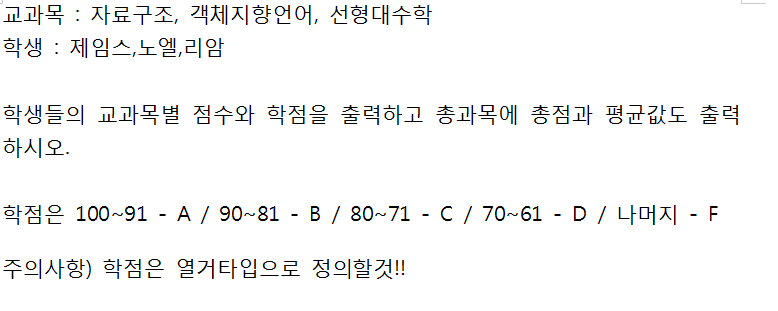 교과목 : 자료구조, 객체지향언어, 선형대수학
학생 : 제임스,노엘,리암
학생들의 교과목별 점수와 학점을 출력하고 총과목에 총점과 평균값도 출력
하시오.
학점은 100~91 - A / 90~81 - B / 80~71 - C / 70~61 - D / 나머지 - F
주의사항) 학점은 열거타입으로 정의할것!!